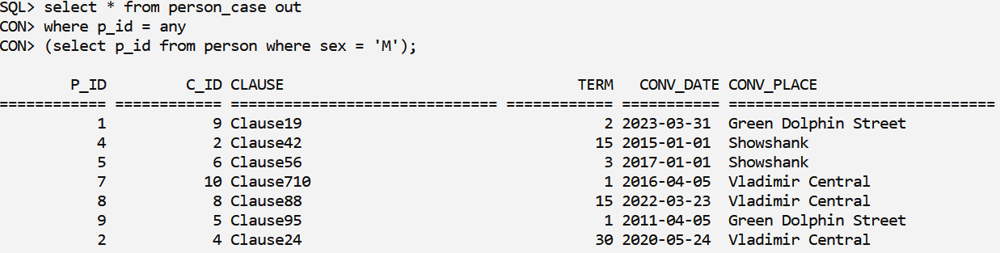 SQL> select * from person_case out
CON> where p_id = any
CON> (select p_id from person where sex = 'M');
P_ID C_ID CLAUSE TERM CONV_DATE CONV_PLACE
============ ============ ============================== ============ =========== ==============================
1 9 Clause19 2 2023-03-31 Green Dolphin Street
4 2 Clause42 15 2015-01-01 Showshank
5 6 Clause56 3 2017-01-01 Showshank
7 10 Clause710 1 2016-04-05 Vladimir Central
8 8 Clause88 15 2022-03-23 Vladimir Central
9 5 Clause95 1 2011-04-05 Green Dolphin Street
2 4 Clause24 30 2020-05-24 Vladimir Central